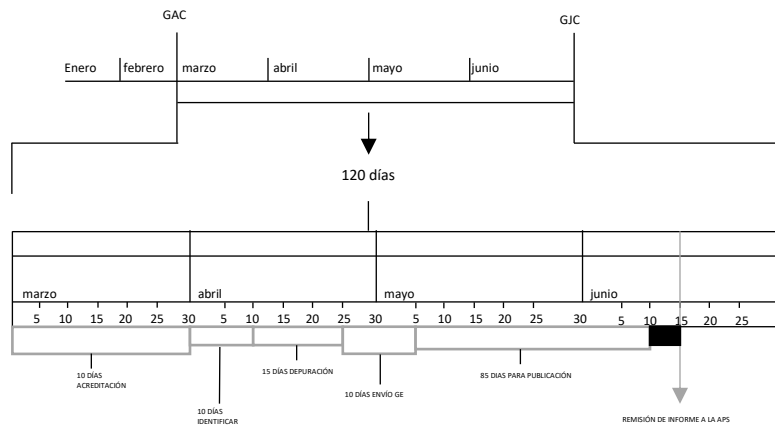 GAC
GJC
Enero febrero marzo abril mayo junio
120 días
marzo abril mayo junio
5 10 15 20 25 30 5 10 15 20 25 30 5 10 15 20 25 30 5 10 15 20 25
10 DÍAS
ACREDITACIÓN
10 DÍAS
IDENTIFICAR
15 DÍAS DEPURACIÓN
10 DÍAS ENVÍO GE
85 DIAS PARA PUBLICACIÓN
REMISIÓN DE INFORME A LA APS